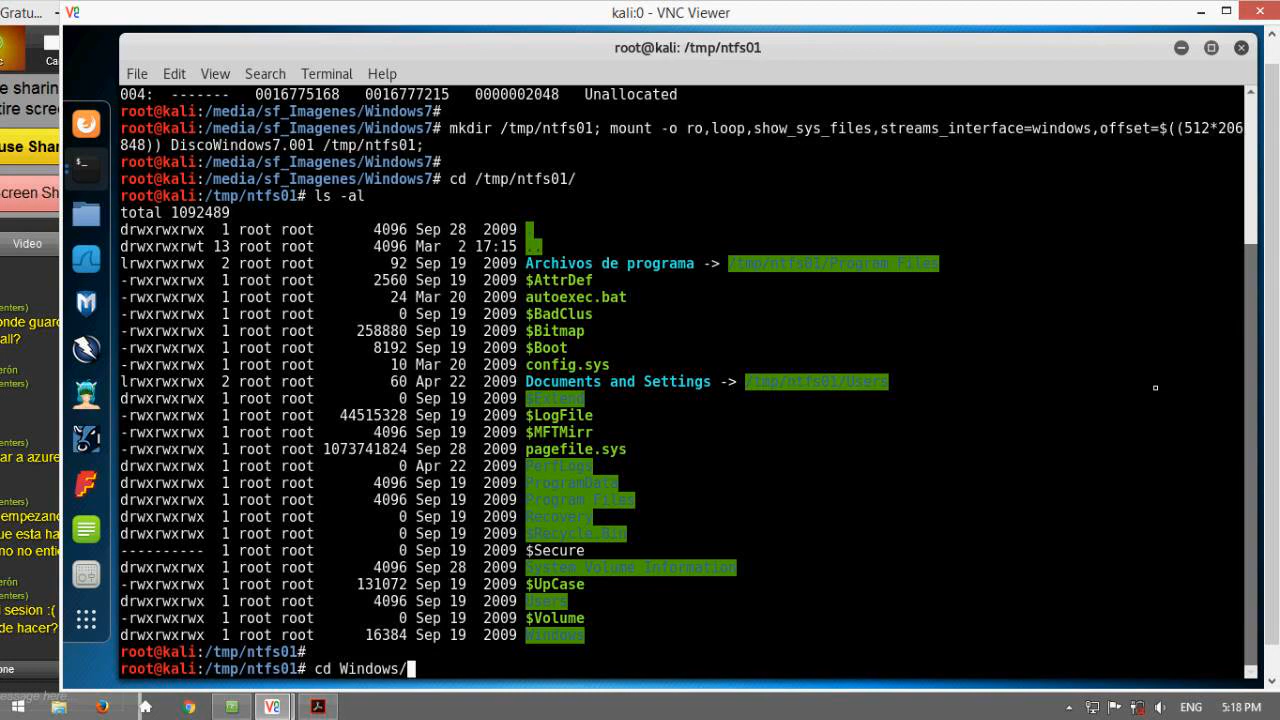 Gratu...
kali:0 - VNC Viewer
root@kali: /tmp/ntfs01
File Edit View Search Terminal Help
004: ------- 0016775168 0016777215 0000002048 Unallocated
root@kali:/media/sf_Imagenes/Windows7#
root@kali:/media/sf_Imagenes/Windows7# mkdir /tmp/ntfs01; mount -o ro,loop,show_sys_files,streams_interface=windows,offset=$((512*206
848)) DiscoWindows7.001 /tmp/ntfs01;
root@kali:/media/sf_Imagenes/Windows7#
root@kali:/media/sf_Imagenes/Windows7# cd /tmp/ntfs01/
root@kali:/tmp/ntfs01# ls -al
total 1092489
drwxrwxrwx 1 root root 4096 Sep 28 2009 .
drwxrwxrwt 13 root root 4096 Mar 2 17:15 ..
lrwxrwxrwx 2 root root 92 Sep 19 2009 Archivos de programa -> /tmp/ntfs01/Program Files
-rwxrwxrwx 1 root root 2560 Sep 19 2009 $AttrDef
-rwxrwxrwx 1 root root 24 Mar 20 2009 autoexec.bat
-rwxrwxrwx 1 root root 0 Sep 19 2009 $BadClus
-rwxrwxrwx 1 root root 258880 Sep 19 2009 $Bitmap
-rwxrwxrwx 1 root root 8192 Sep 19 2009 $Boot
-rwxrwxrwx 1 root root 10 Mar 20 2009 config.sys
lrwxrwxrwx 2 root root 60 Apr 22 2009 Documents and Settings -> /tmp/ntfs01/Users
drwxrwxrwx 1 root root 0 Sep 19 2009 $Extend
-rwxrwxrwx 1 root root 44515328 Sep 19 2009 $LogFile
-rwxrwxrwx 1 root root 4096 Sep 19 2009 $MFTMirr
-rwxrwxrwx 1 root root 1073741824 Sep 28 2009 pagefile.sys
drwxrwxrwx 1 root root 0 Apr 22 2009 PerfLogs
drwxrwxrwx 1 root root 4096 Sep 19 2009 ProgramData
drwxrwxrwx 1 root root 4096 Sep 19 2009 Program Files
drwxrwxrwx 1 root root 0 Sep 19 2009 Recovery
drwxrwxrwx 1 root root 0 Sep 19 2009 $Recycle.Bin
---------- 1 root root 0 Sep 19 2009 $Secure
drwxrwxrwx 1 root root 4096 Sep 28 2009 System Volume Information
-rwxrwxrwx 1 root root 131072 Sep 19 2009 $UpCase
drwxrwxrwx 1 root root 4096 Sep 19 2009 Users
-rwxrwxrwx 1 root root 0 Sep 19 2009 $Volume
drwxrwxrwx 1 root root 16384 Sep 19 2009 Windows
root@kali:/tmp/ntfs01#
root@kali:/tmp/ntfs01# cd Windows/
Video
ENG 5:18 PM